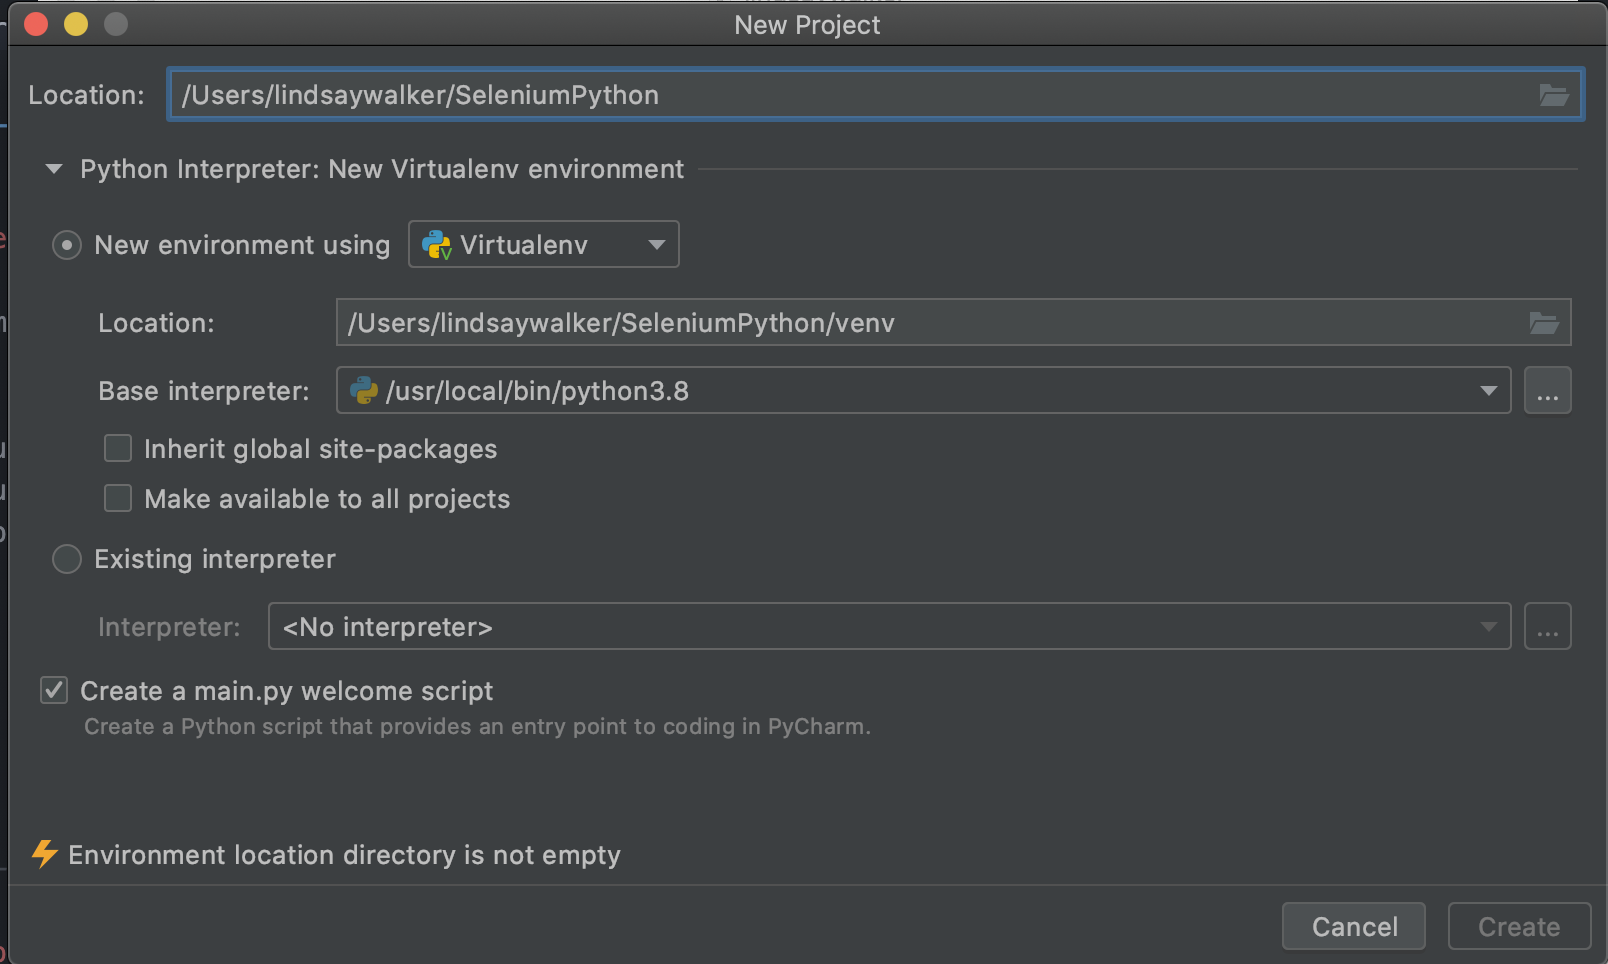 New Project
Location: /Users/lindsaywalker/SeleniumPython
Python Interpreter: New Virtualenv environment
New environment using Virtualenv
Location: /Users/lindsaywalker/SeleniumPython/venv
Base interpreter: /usr/local/bin/python3.8 ...
Inherit global site-packages
Make available to all projects
Existing interpreter
Interpreter: <No interpreter> ...
Create a main.py welcome script
Create a Python script that provides an entry point to coding in PyCharm.
Environment location directory is not empty
Cancel Create